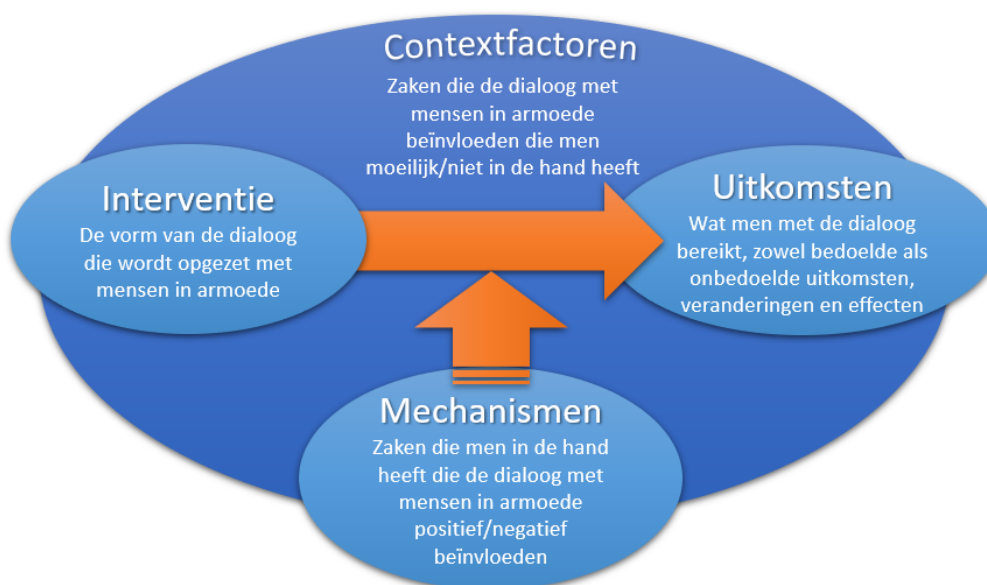 Contextfactoren
Zaken die de dialoog met
mensen in armoede
beïnvloeden die men
moeilijk/niet in de hand heeft
Interventie
De vorm van de dialoog
die wordt opgezet met
mensen in armoede
Uitkomsten
Wat men met de dialoog
bereikt, zowel bedoelde als
onbedoelde uitkomsten,
veranderingen en effecten
Mechanismen
Zaken die men in de hand
heeft die de dialoog met
mensen in armoede
positief/negatief
beïnvloeden